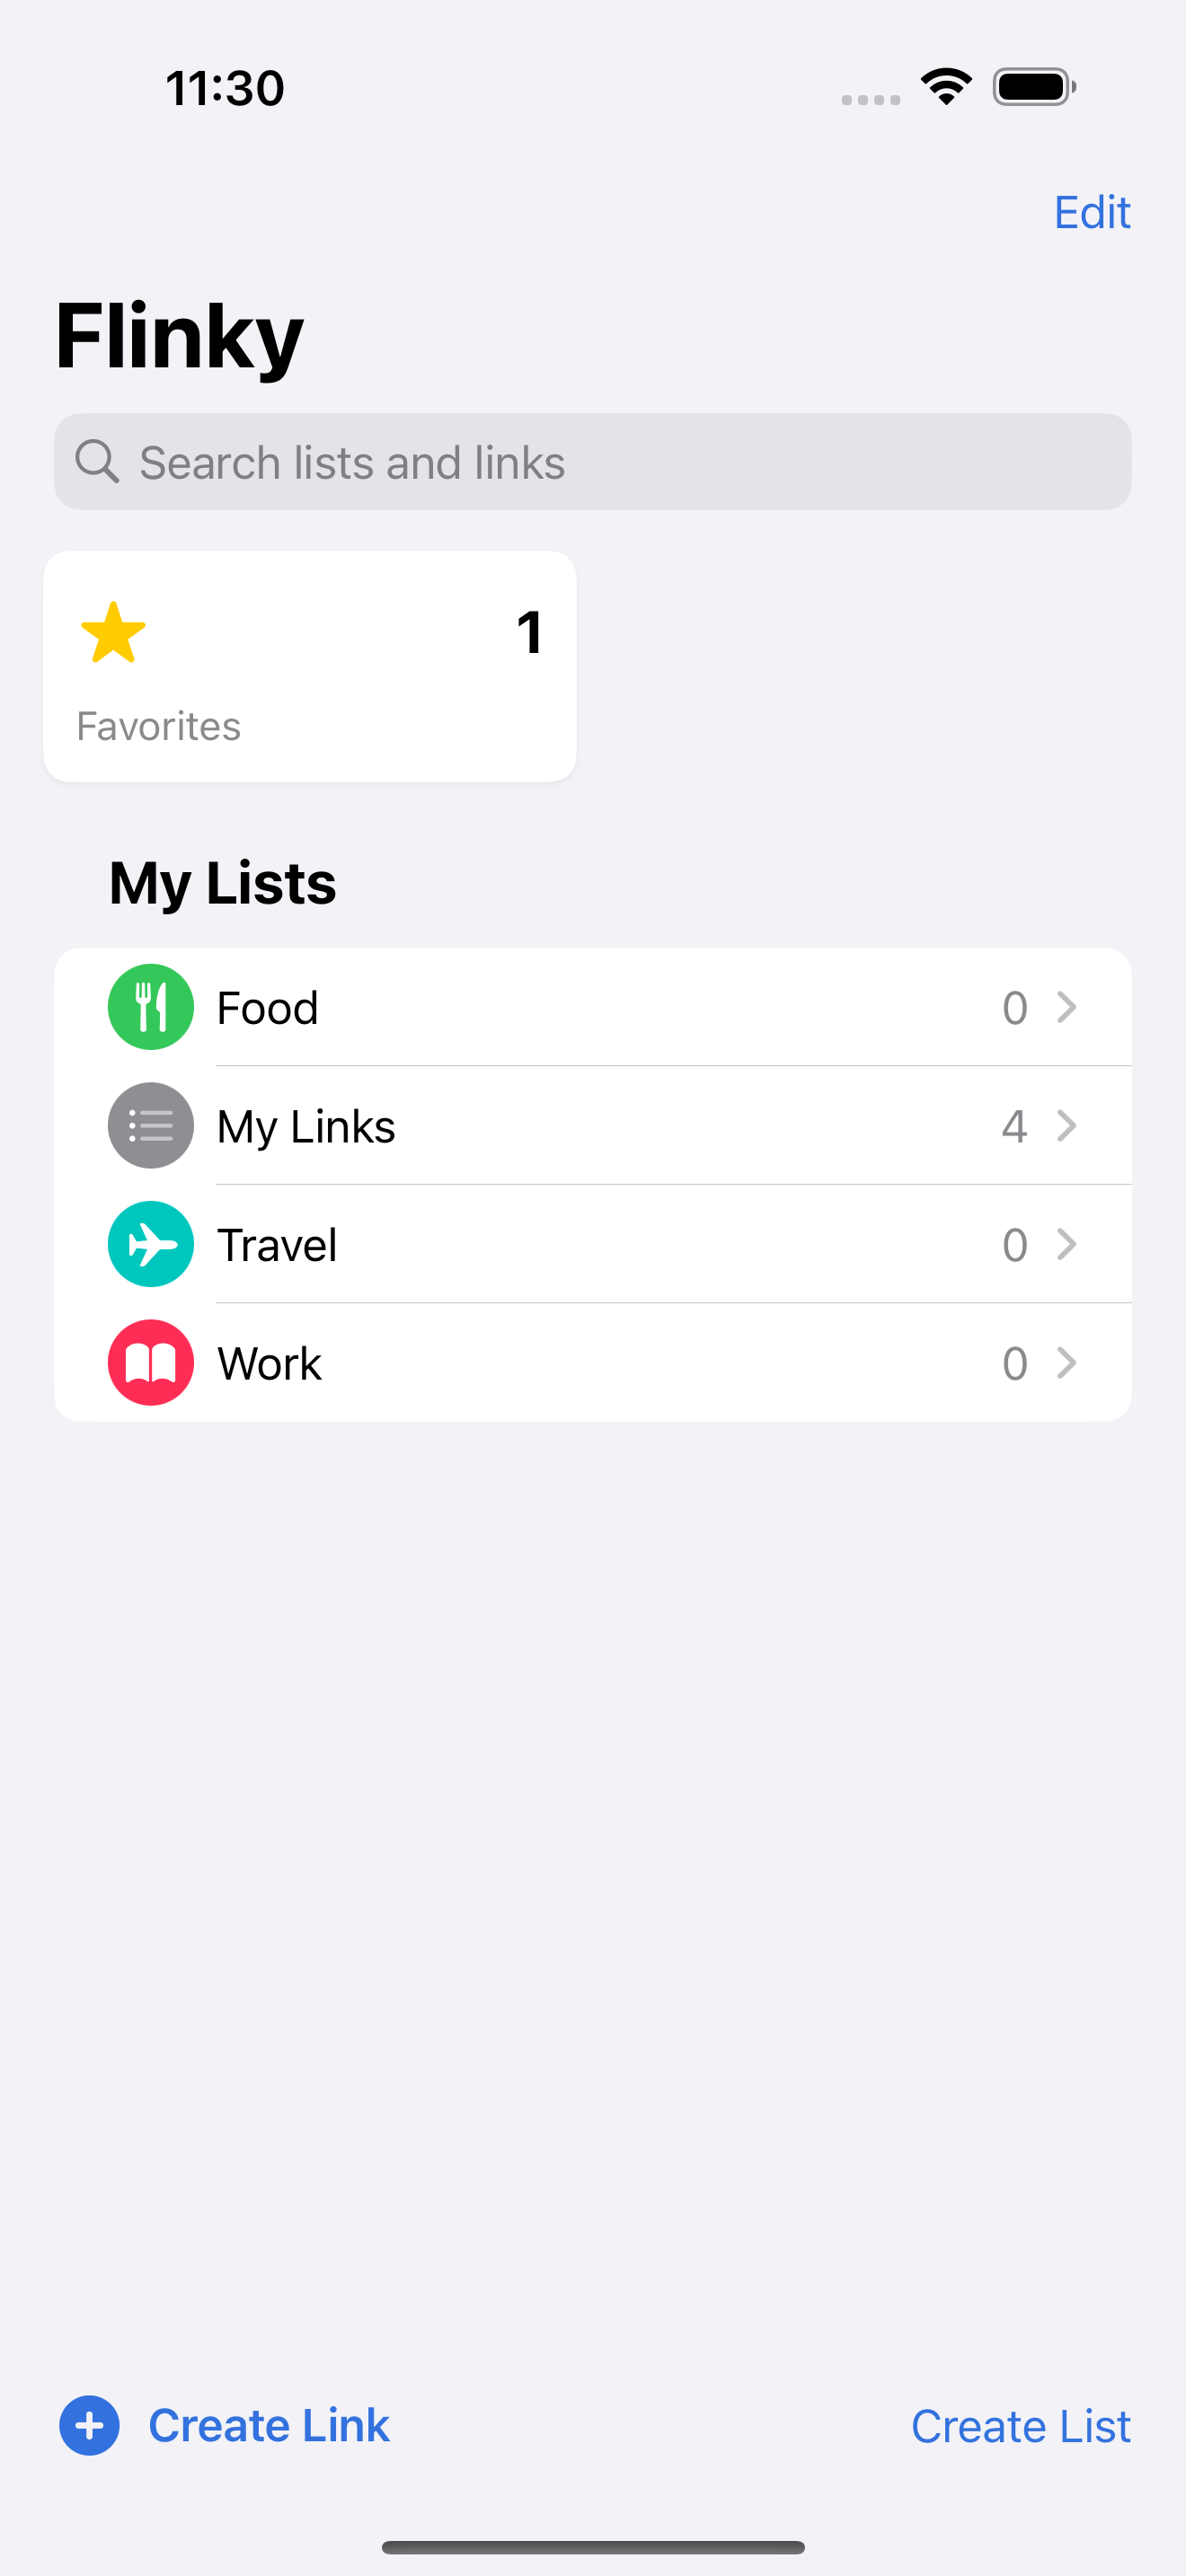 11:30
Edit
Flinky
Search lists and links
1
Favorites
My Lists
Food 0
My Links 4
Travel 0
Work 0
Create Link Create List